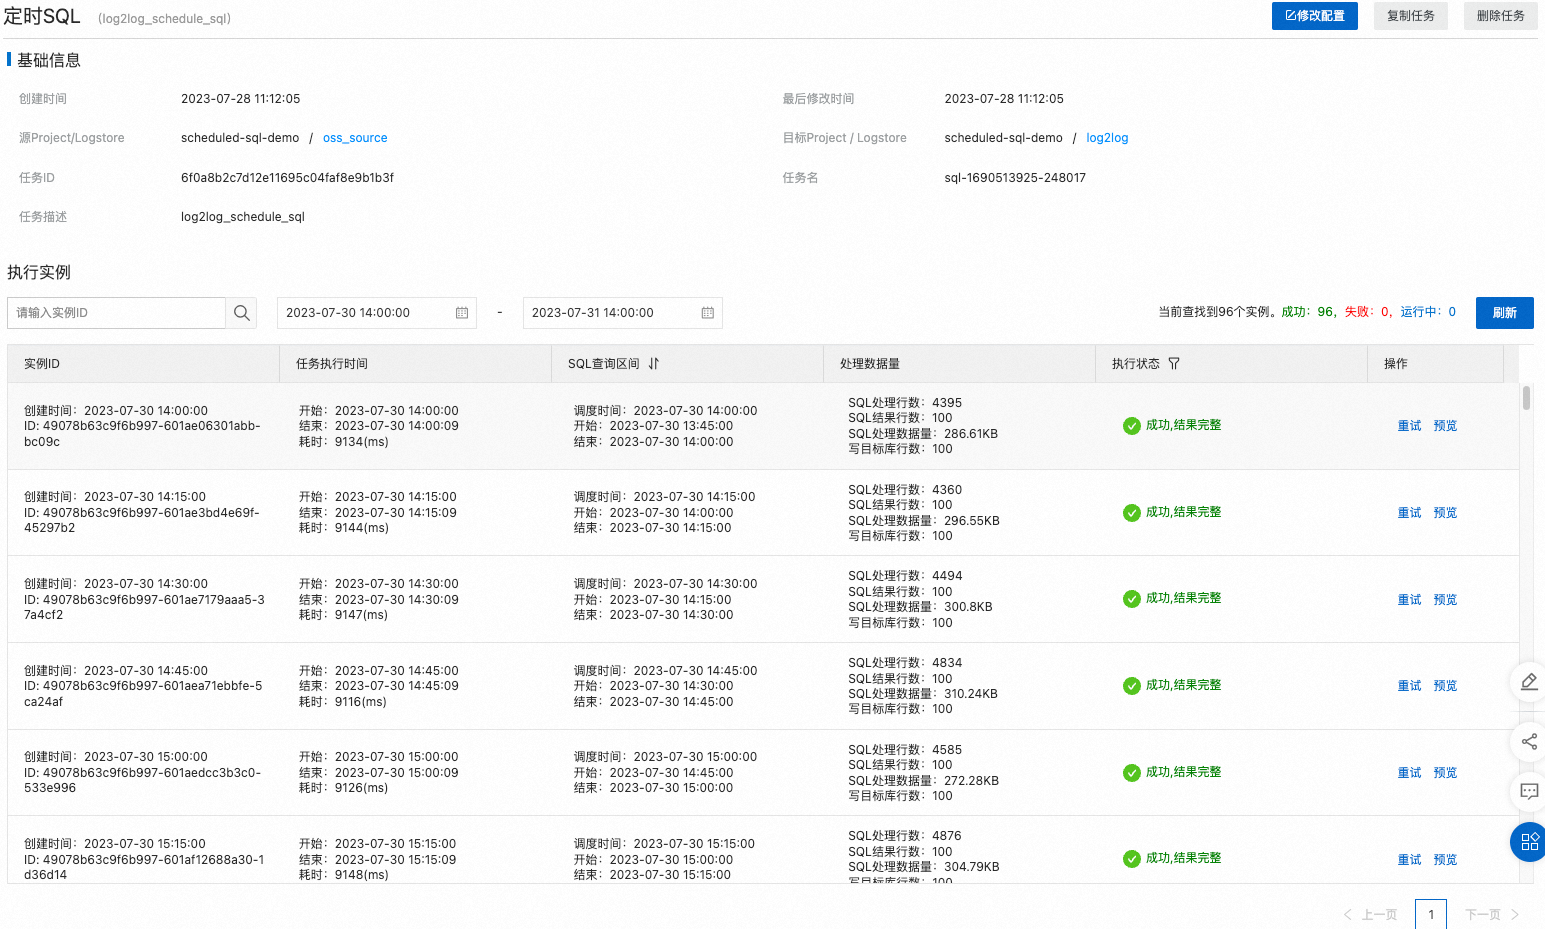 定时SQL (log2log_schedule_sql) 修改配置 复制任务 删除任务
基础信息
创建时间 2023-07-28 11:12:05 最后修改时间 2023-07-28 11:12:05
源Project/Logstore scheduled-sql-demo / oss_source 目标Project / Logstore scheduled-sql-demo / log2log
任务ID 6f0a8b2c7d12e11695c04faf8e9b1b3f 任务名 sql-1690513925-248017
任务描述 log2log_schedule_sql
执行实例
请输入实例ID 2023-07-30 14:00:00 - 2023-07-31 14:00:00 当前查找到96个实例。成功：96，失败：0，运行中：0 刷新
实例ID 任务执行时间 SQL查询区间 处理数据量 执行状态 操作
创建时间：2023-07-30 14:00:00
ID: 49078b63c9f6b997-601ae06301abb-
bc09c
开始：2023-07-30 14:00:00
结束：2023-07-30 14:00:09
耗时：9134(ms)
调度时间：2023-07-30 14:00:00
开始：2023-07-30 13:45:00
结束：2023-07-30 14:00:00
SQL处理行数：4395
SQL结果行数：100
SQL处理数据量：286.61KB
写目标库行数：100
成功,结果完整
重试 预览
创建时间：2023-07-30 14:15:00
ID: 49078b63c9f6b997-601ae3bd4e69f-
45297b2
开始：2023-07-30 14:15:00
结束：2023-07-30 14:15:09
耗时：9144(ms)
调度时间：2023-07-30 14:15:00
开始：2023-07-30 14:00:00
结束：2023-07-30 14:15:00
SQL处理行数：4360
SQL结果行数：100
SQL处理数据量：296.55KB
写目标库行数：100
成功,结果完整
重试 预览
创建时间：2023-07-30 14:30:00
ID: 49078b63c9f6b997-601ae7179aaa5-3
7a4cf2
开始：2023-07-30 14:30:00
结束：2023-07-30 14:30:09
耗时：9147(ms)
调度时间：2023-07-30 14:30:00
开始：2023-07-30 14:15:00
结束：2023-07-30 14:30:00
SQL处理行数：4494
SQL结果行数：100
SQL处理数据量：300.8KB
写目标库行数：100
成功,结果完整
重试 预览
创建时间：2023-07-30 14:45:00
ID: 49078b63c9f6b997-601aea71ebbfe-5
ca24af
开始：2023-07-30 14:45:00
结束：2023-07-30 14:45:09
耗时：9116(ms)
调度时间：2023-07-30 14:45:00
开始：2023-07-30 14:30:00
结束：2023-07-30 14:45:00
SQL处理行数：4834
SQL结果行数：100
SQL处理数据量：310.24KB
写目标库行数：100
成功,结果完整
重试 预览
创建时间：2023-07-30 15:00:00
ID: 49078b63c9f6b997-601aedcc3b3c0-
533e996
开始：2023-07-30 15:00:00
结束：2023-07-30 15:00:09
耗时：9126(ms)
调度时间：2023-07-30 15:00:00
开始：2023-07-30 14:45:00
结束：2023-07-30 15:00:00
SQL处理行数：4585
SQL结果行数：100
SQL处理数据量：272.28KB
写目标库行数：100
成功,结果完整
重试 预览
创建时间：2023-07-30 15:15:00
ID: 49078b63c9f6b997-601af12688a30-1
d36d14
开始：2023-07-30 15:15:00
结束：2023-07-30 15:15:09
耗时：9148(ms)
调度时间：2023-07-30 15:15:00
开始：2023-07-30 15:00:00
结束：2023-07-30 15:15:00
SQL处理行数：4876
SQL结果行数：100
SQL处理数据量：304.79KB
写目标库行数：100
成功,结果完整
重试 预览
上一页 1 下一页